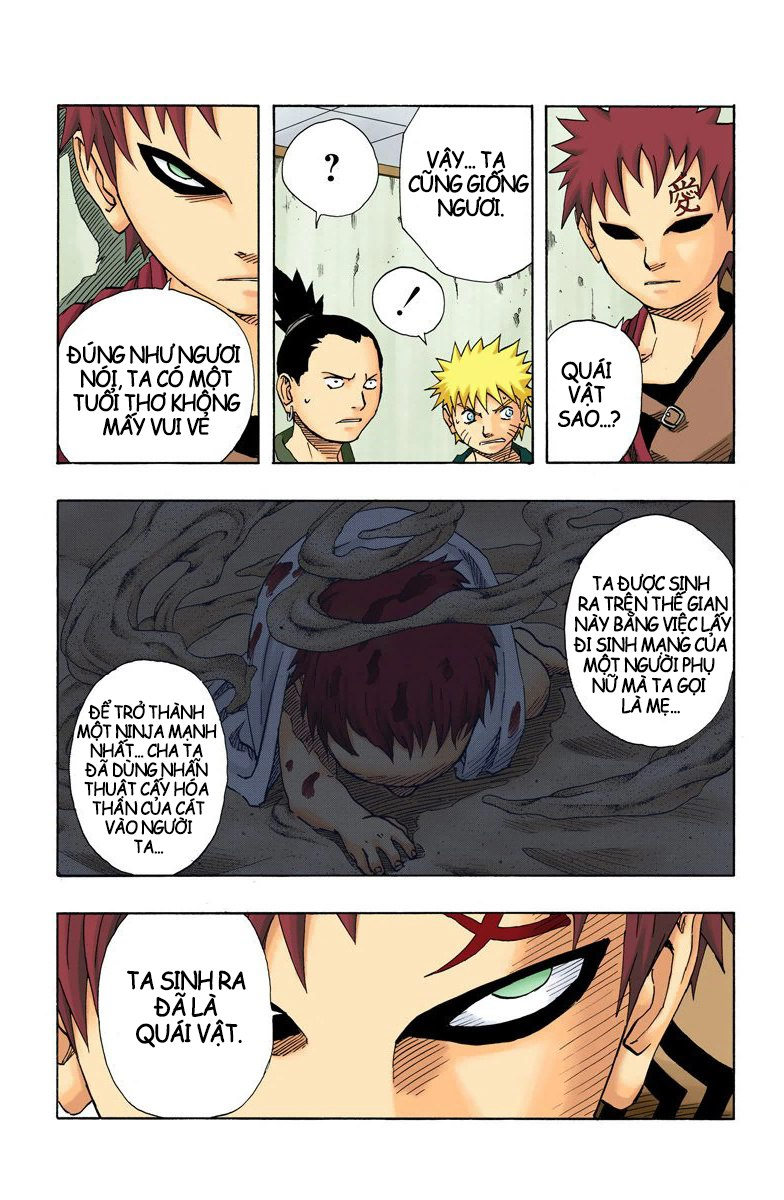 QUÁI
VẬT
SAO...?
愛
VẬY... TA
CŨNG GIỐNG
NGƯƠI.
?
!
ĐÚNG NHƯ NGƯƠI
NÓI, TA CÓ MỘT
TUỔI THƠ KHÔNG
MẤY VUI VẺ
TA ĐƯỢC SINH
RA TRÊN THẾ GIAN
NÀY BẰNG VIỆC LẤY
ĐI SINH MẠNG CỦA
MỘT NGƯỜI PHỤ
NỮ MÀ TA GỌI
LÀ MẸ...
ĐỂ TRỞ THÀNH
MỘT NINJA MẠNH
NHẤT... CHA TA
ĐÃ DÙNG NHẪN
THUẬT CẤY HÓA
THẦN CỦA CÁT
VÀO NGƯỜI
TA...
TA SINH RA
ĐÃ LÀ
QUÁI VẬT.